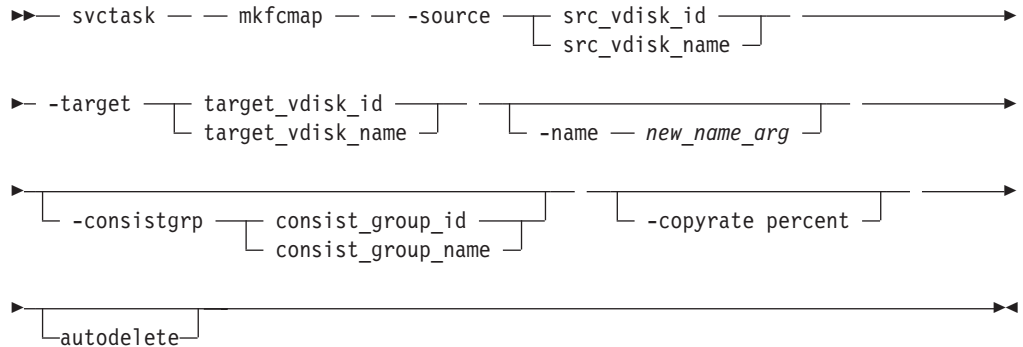 svctask mkfcmap -source src_vdisk_id
src_vdisk_name
-target target_vdisk_id
target_vdisk_name -name new_name_arg
-consistgrp consist_group_id -copyrate percent
consist_group_name
autodelete